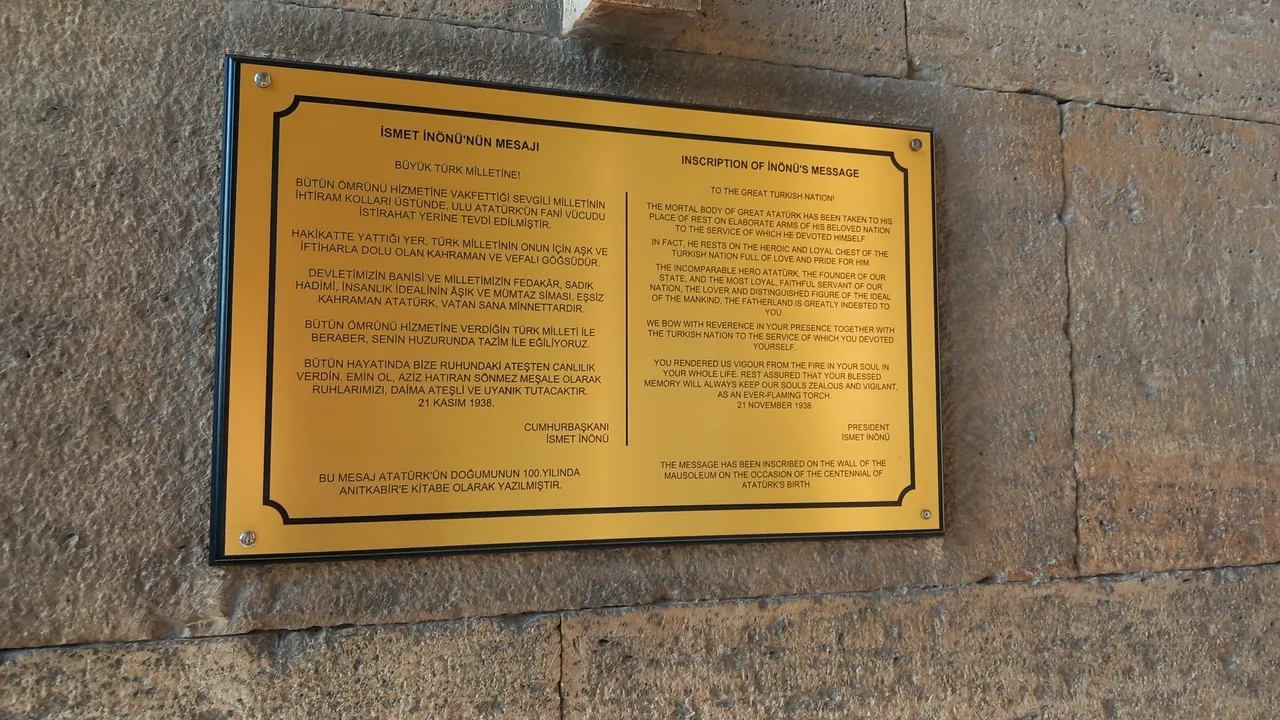 İSMET İNÖNÜ'NÜN MESAJI
BÜYÜK TÜRK MİLLETİNE!
BÜTÜN ÖMRÜNÜ HİZMETİNE VAKFETTİĞİ SEVGİLİ MİLLETİNİN
İHTİRAM KOLLARI ÜSTÜNDE, ULU ATATÜRK'ÜN FANİ VÜCUDU
İSTİRAHAT YERİNE TEVDİ EDİLMİŞTİR.
HAKİKATTE YATTIĞI YER, TÜRK MİLLETİNİN ONUN İÇİN AŞK VE
İFTİHARLA DOLU OLAN KAHRAMAN VE VEFALI GÖĞSÜDÜR.
DEVLETİMİZİN BANİSİ VE MİLLETİMİZİN FEDAKÂR, SADIK
HADİMİ, İNSANLIK İDEALİNİN ÂŞIK VE MÜMTAZ SİMASI, EŞSİZ
KAHRAMAN ATATÜRK, VATAN SANA MİNNETTARDIR.
BÜTÜN ÖMRÜNÜ HİZMETİNE VERDİĞİN TÜRK MİLLETİ İLE
BERABER, SENİN HUZURUNDA TAZİM İLE EĞİLİYORUZ.
BÜTÜN HAYATINDA BİZE RUHUNDAKİ ATEŞTEN CANLILIK
VERDİN, EMİN OL, AZİZ HATIRAN SÖNMEZ MEŞALE OLARAK
RUHLARIMIZI, DAİMA ATEŞLİ VE UYANIK TUTACAKTIR.
21 KASIM 1938.
CUMHURBAŞKANI
İSMET İNÖNÜ
BU MESAJ ATATÜRK'ÜN DOĞUMUNUN 100.YILINDA
ANITKABİR'E KİTABE OLARAK YAZILMIŞTIR.
INSCRIPTION OF İNÖNÜ'S MESSAGE
TO THE GREAT TURKISH NATION!
THE MORTAL BODY OF GREAT ATATÜRK HAS BEEN TAKEN TO HIS
PLACE OF REST ON ELABORATE ARMS OF HIS BELOVED NATION
TO THE SERVICE OF WHICH HE DEVOTED HIMSELF.
IN FACT, HE RESTS ON THE HEROIC AND LOYAL CHEST OF THE
TURKISH NATION FULL OF LOVE AND PRIDE FOR HIM.
THE INCOMPARABLE HERO ATATÜRK, THE FOUNDER OF OUR
STATE, AND THE MOST LOYAL, FAITHFUL SERVANT OF OUR
NATION, THE LOVER AND DISTINGUISHED FIGURE OF THE IDEAL
OF THE MANKIND, THE FATHERLAND IS GREATLY INDEBTED TO
YOU.
WE BOW WITH REVERENCE IN YOUR PRESENCE TOGETHER WITH
THE TURKISH NATION TO THE SERVICE OF WHICH YOU DEVOTED
YOURSELF.
YOU RENDERED US VIGOUR FROM THE FIRE IN YOUR SOUL IN
YOUR WHOLE LIFE. REST ASSURED THAT YOUR BLESSED
MEMORY WILL ALWAYS KEEP OUR SOULS ZEALOUS AND VIGILANT,
AS AN EVER-FLAMING TORCH.
21 NOVEMBER 1938.
PRESIDENT
İSMET İNÖNÜ
THE MESSAGE HAS BEEN INSCRIBED ON THE WALL OF THE
MAUSOLEUM ON THE OCCASION OF THE CENTENNIAL OF
ATATÜRK'S BIRTH.